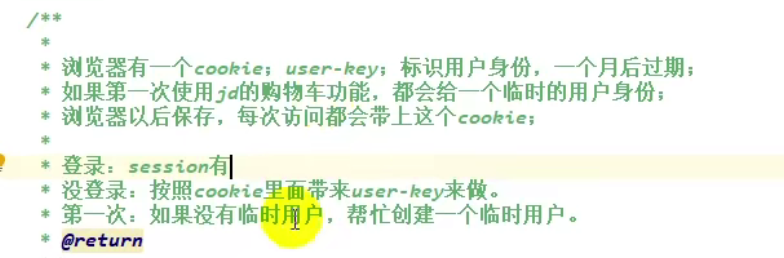 /**
*
* 浏览器有一个cookie；user-key；标识用户身份，一个月后过期；
* 如果第一次使用jd的购物车功能，都会给一个临时的用户身份；
* 浏览器以后保存，每次访问都会带上这个cookie；
*
* 登录：session有
* 没登录：按照cookie里面带来user-key来做。
* 第一次：如果没有临时用户，帮忙创建一个临时用户。
* @return